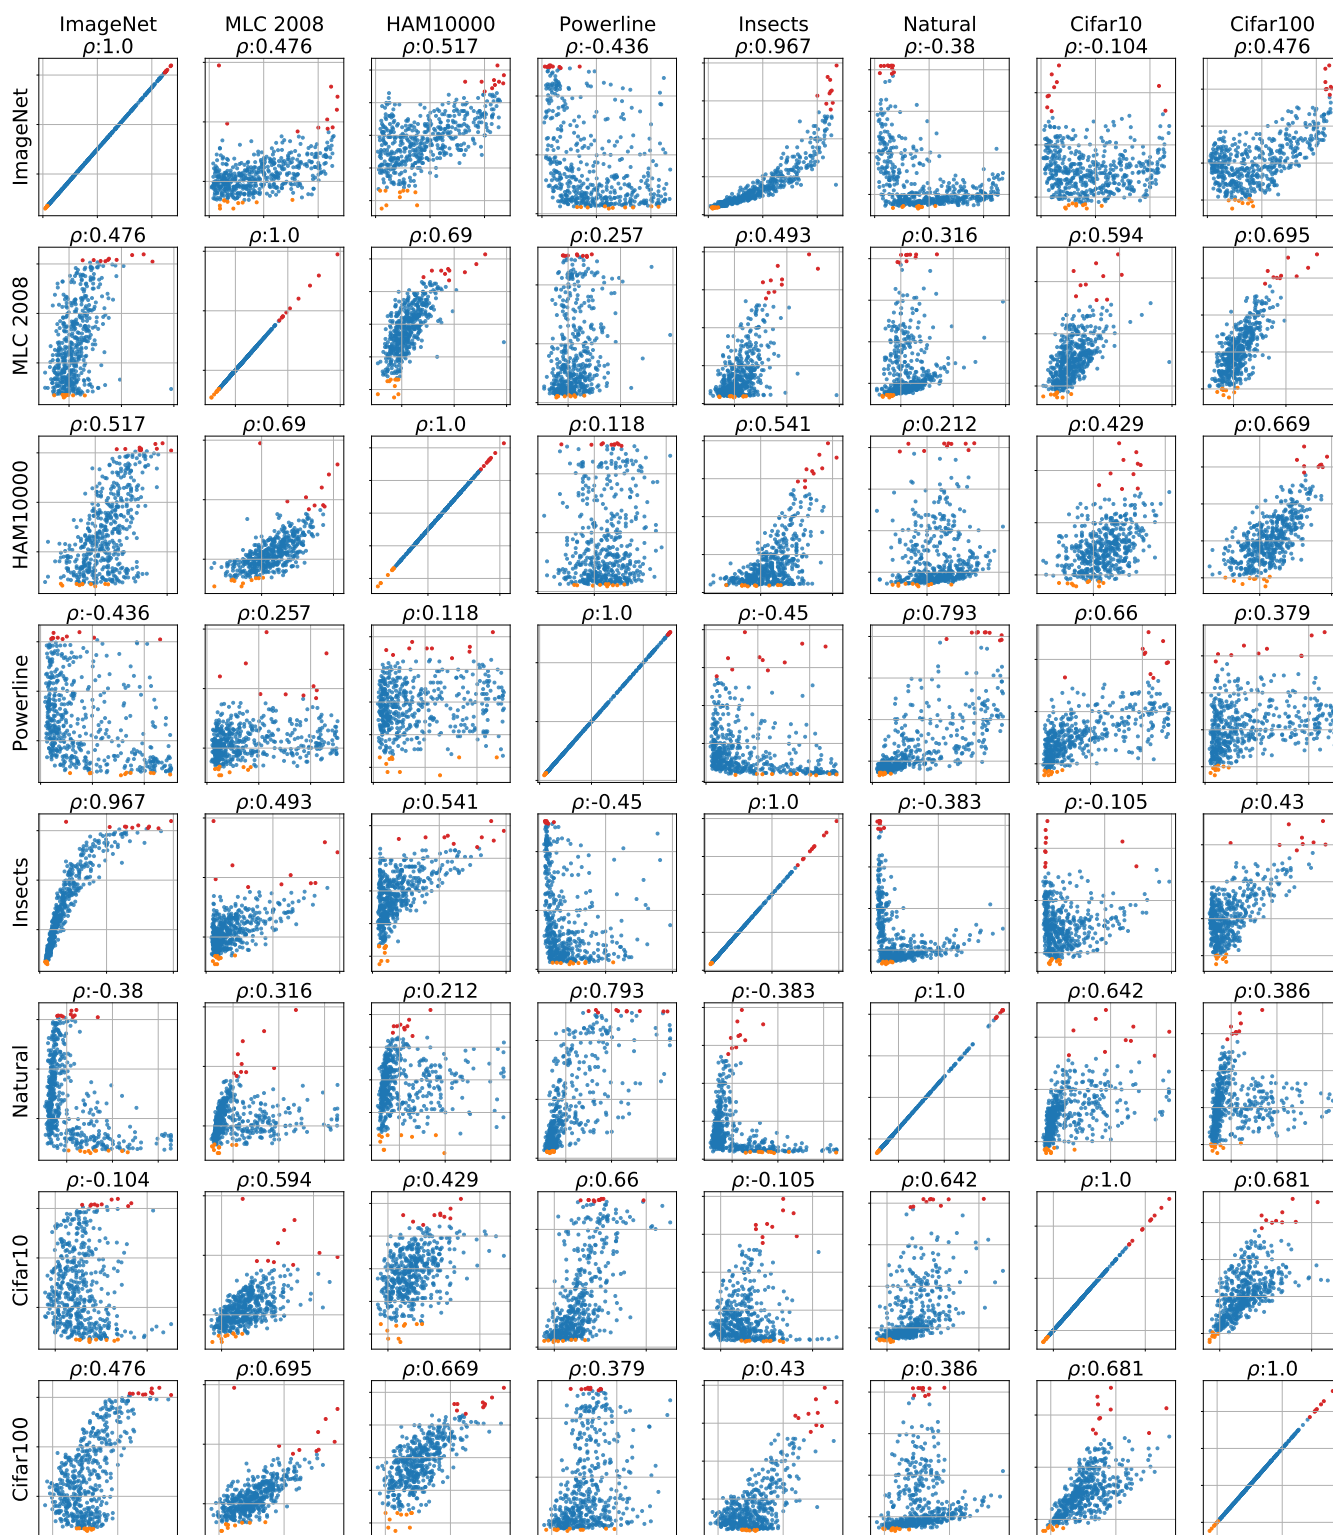 ImageNet MLC 2008 HAM10000 Powerline Insects Natural Cifar10 Cifar100
ρ:1.0 ρ:0.476 ρ:0.517 ρ:-0.436 ρ:0.967 ρ:-0.38 ρ:-0.104 ρ:0.476
ImageNet
ρ:0.476 ρ:1.0 ρ:0.69 ρ:0.257 ρ:0.493 ρ:0.316 ρ:0.594 ρ:0.695
MLC 2008
ρ:0.517 ρ:0.69 ρ:1.0 ρ:0.118 ρ:0.541 ρ:0.212 ρ:0.429 ρ:0.669
HAM10000
ρ:-0.436 ρ:0.257 ρ:0.118 ρ:1.0 ρ:-0.45 ρ:0.793 ρ:0.66 ρ:0.379
Powerline
ρ:0.967 ρ:0.493 ρ:0.541 ρ:-0.45 ρ:1.0 ρ:-0.383 ρ:-0.105 ρ:0.43
Insects
ρ:-0.38 ρ:0.316 ρ:0.212 ρ:0.793 ρ:-0.383 ρ:1.0 ρ:0.642 ρ:0.386
Natural
ρ:-0.104 ρ:0.594 ρ:0.429 ρ:0.66 ρ:-0.105 ρ:0.642 ρ:1.0 ρ:0.681
Cifar10
ρ:0.476 ρ:0.695 ρ:0.669 ρ:0.379 ρ:0.43 ρ:0.386 ρ:0.681 ρ:1.0
Cifar100